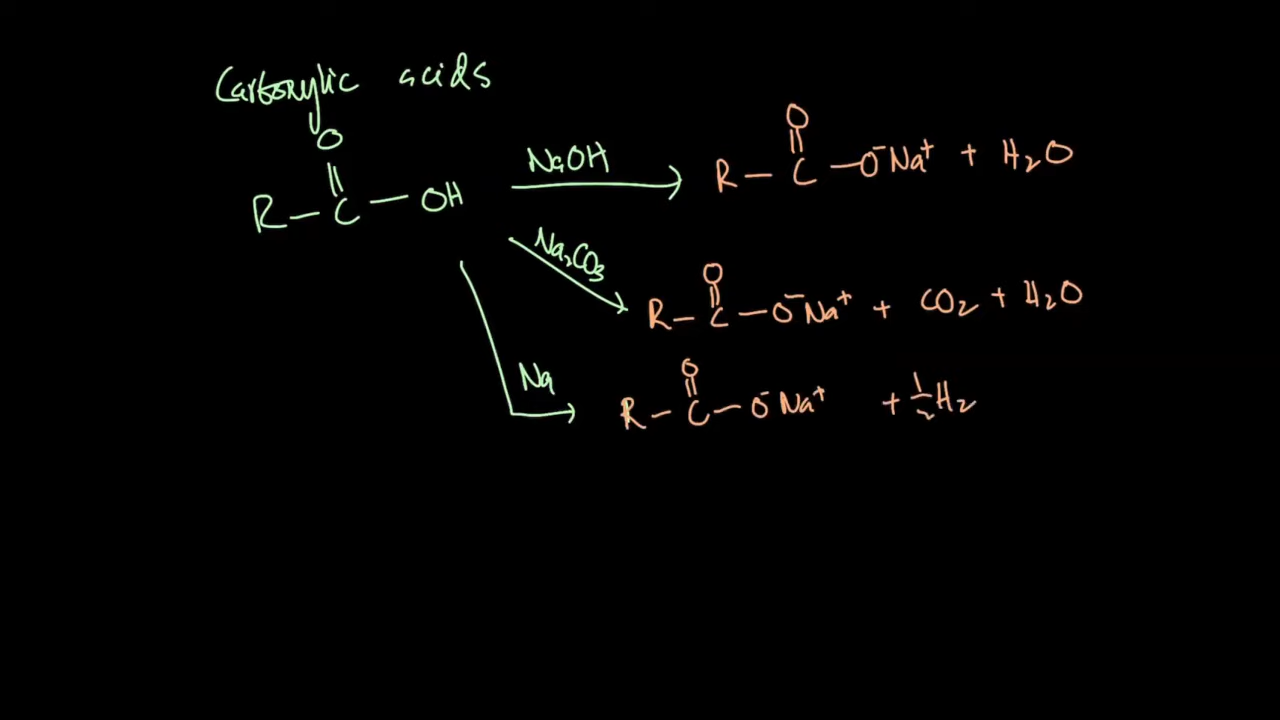 Carboxylic acids
O
R – C – OH
NaOH
O
R – C – O⁻Na⁺ + H₂O
Na₂CO₃
O
R – C – O⁻Na⁺ + CO₂ + H₂O
Na
O
R – C – O⁻Na⁺ + ½H₂